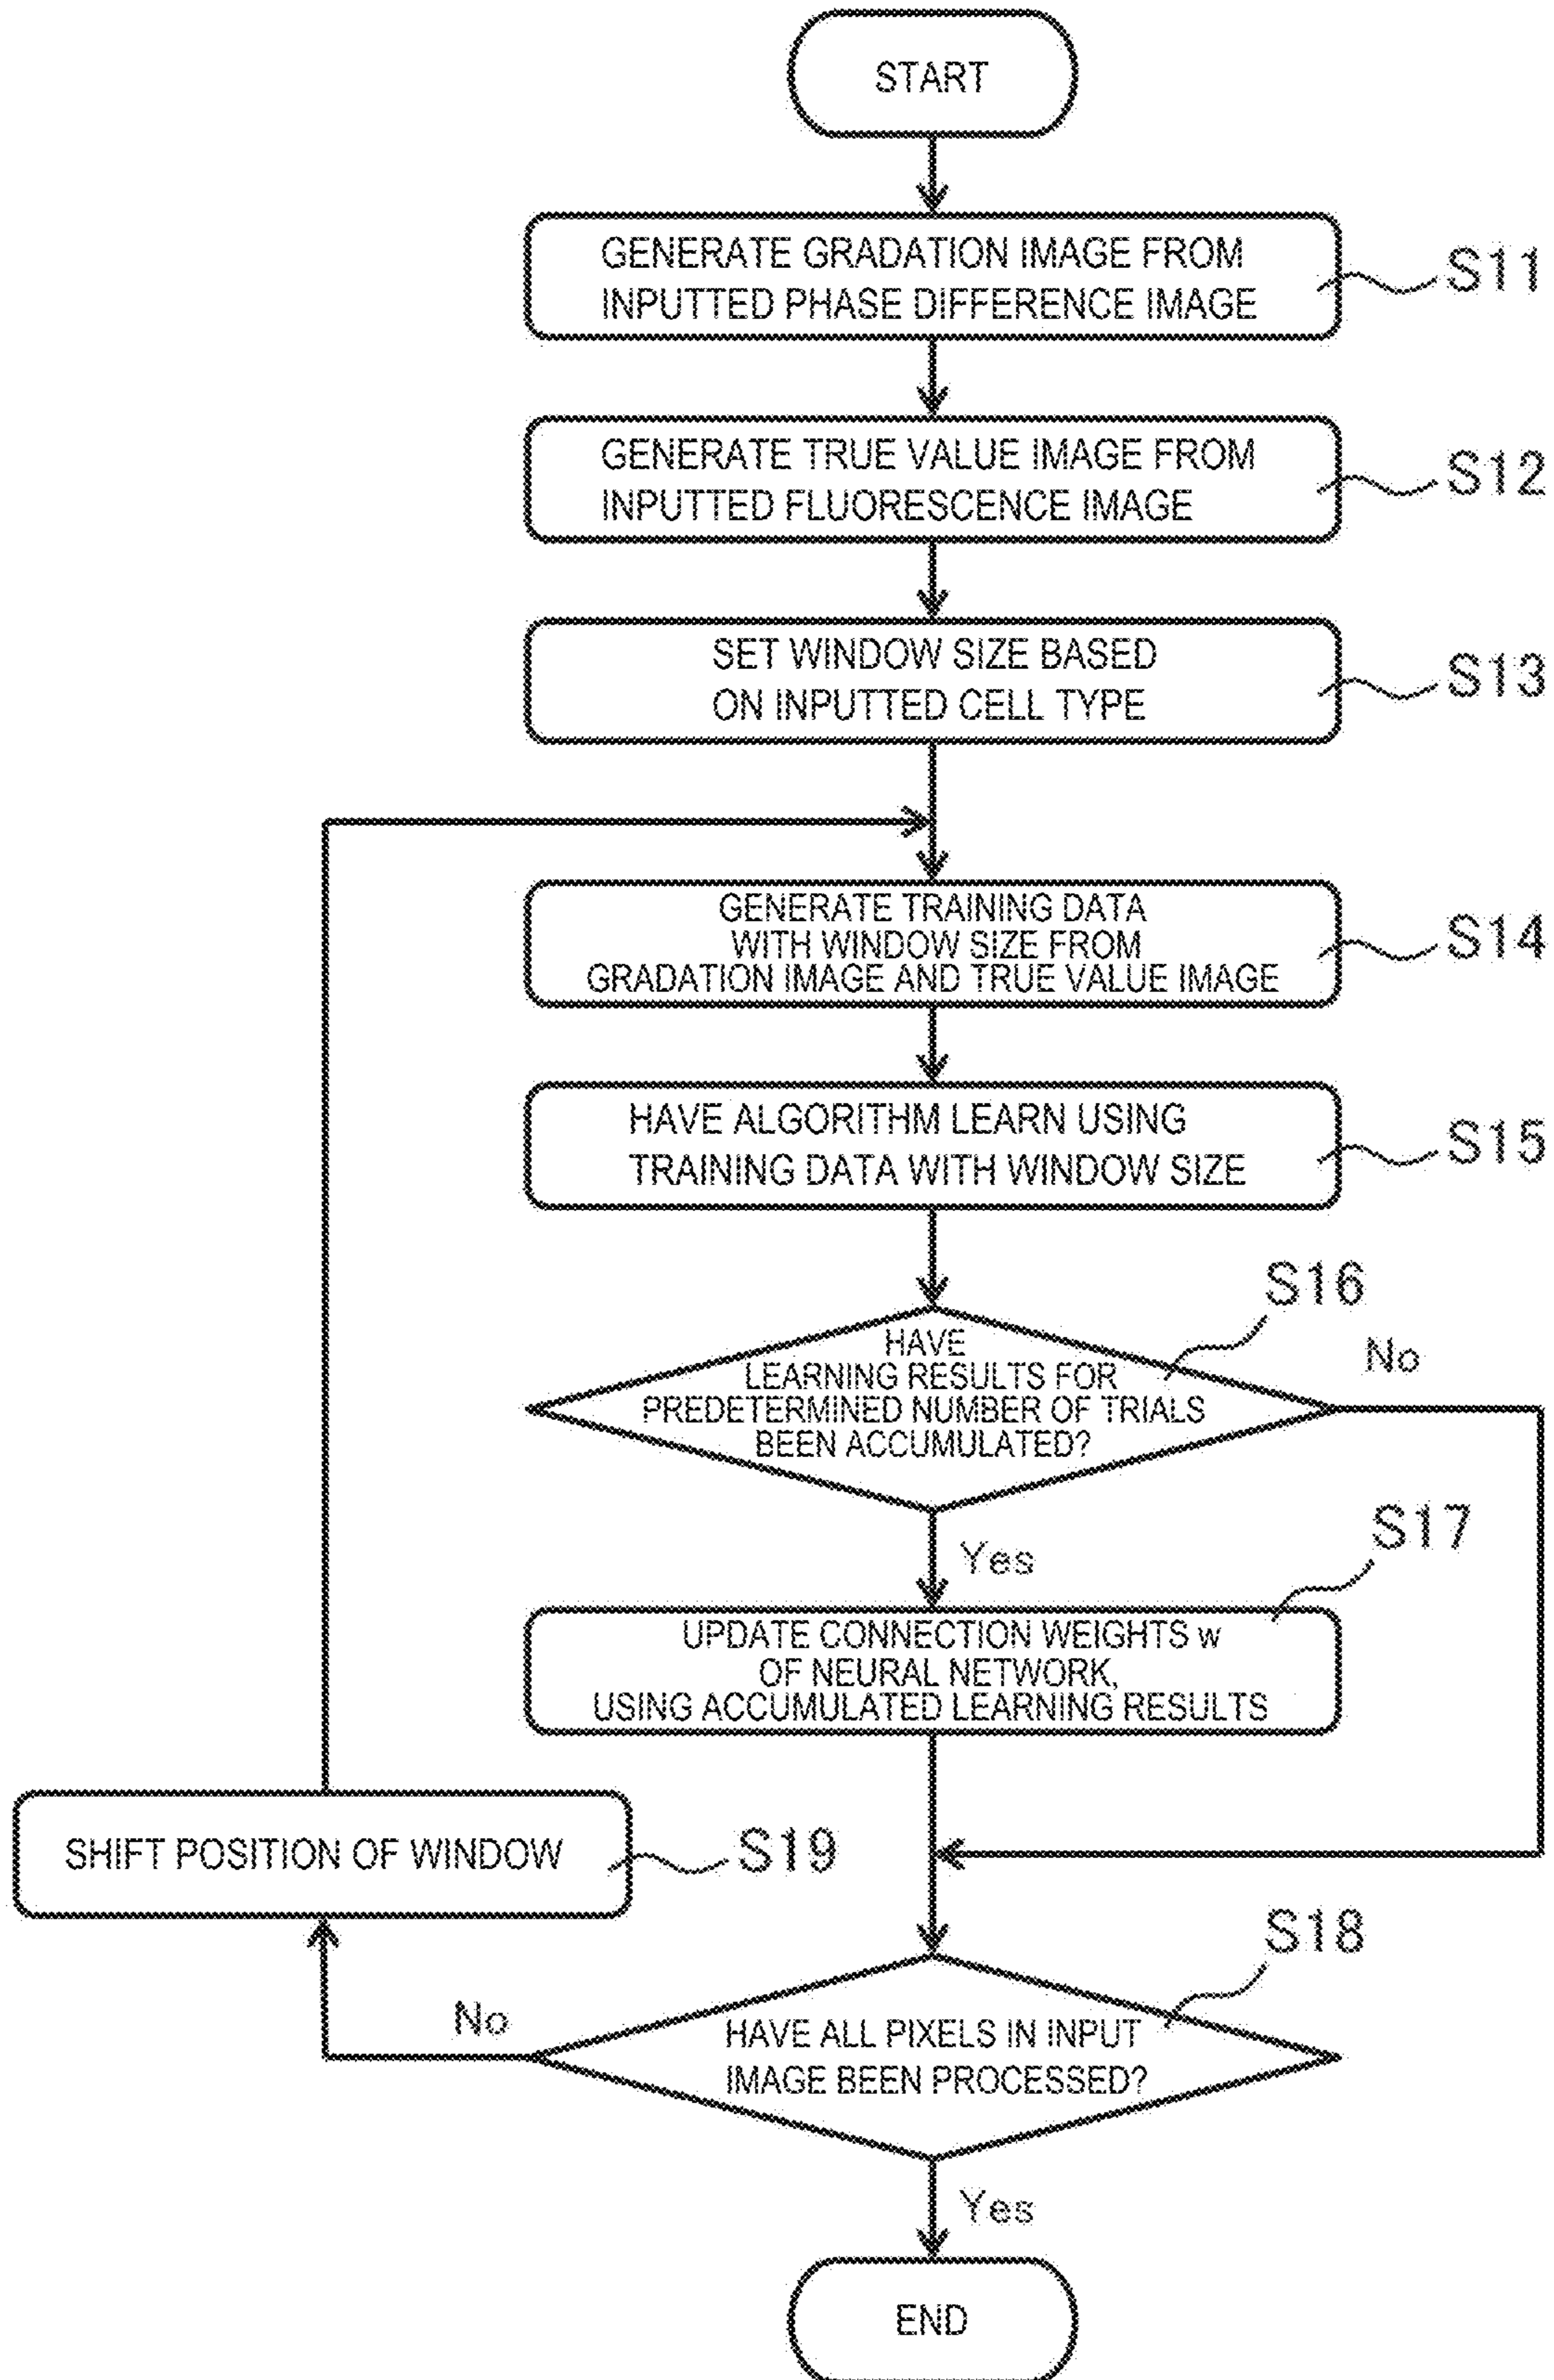 START
GENERATE GRADATION IMAGE FROM
INPUTTED PHASE DIFFERENCE IMAGE
S11
GENERATE TRUE VALUE IMAGE FROM
INPUTTED FLUORESCENCE IMAGE
S12
SET WINDOW SIZE BASED
ON INPUTTED CELL TYPE
S13
GENERATE TRAINING DATA
WITH WINDOW SIZE FROM
GRADATION IMAGE AND TRUE VALUE IMAGE
S14
HAVE ALGORITHM LEARN USING
TRAINING DATA WITH WINDOW SIZE
S15
S16
HAVE
LEARNING RESULTS FOR
PREDETERMINED NUMBER OF TRIALS
BEEN ACCUMULATED?
No
Yes
S17
UPDATE CONNECTION WEIGHTS w
OF NEURAL NETWORK,
USING ACCUMULATED LEARNING RESULTS
SHIFT POSITION OF WINDOW
S19
S18
No
HAVE ALL PIXELS IN INPUT
IMAGE BEEN PROCESSED?
Yes
END